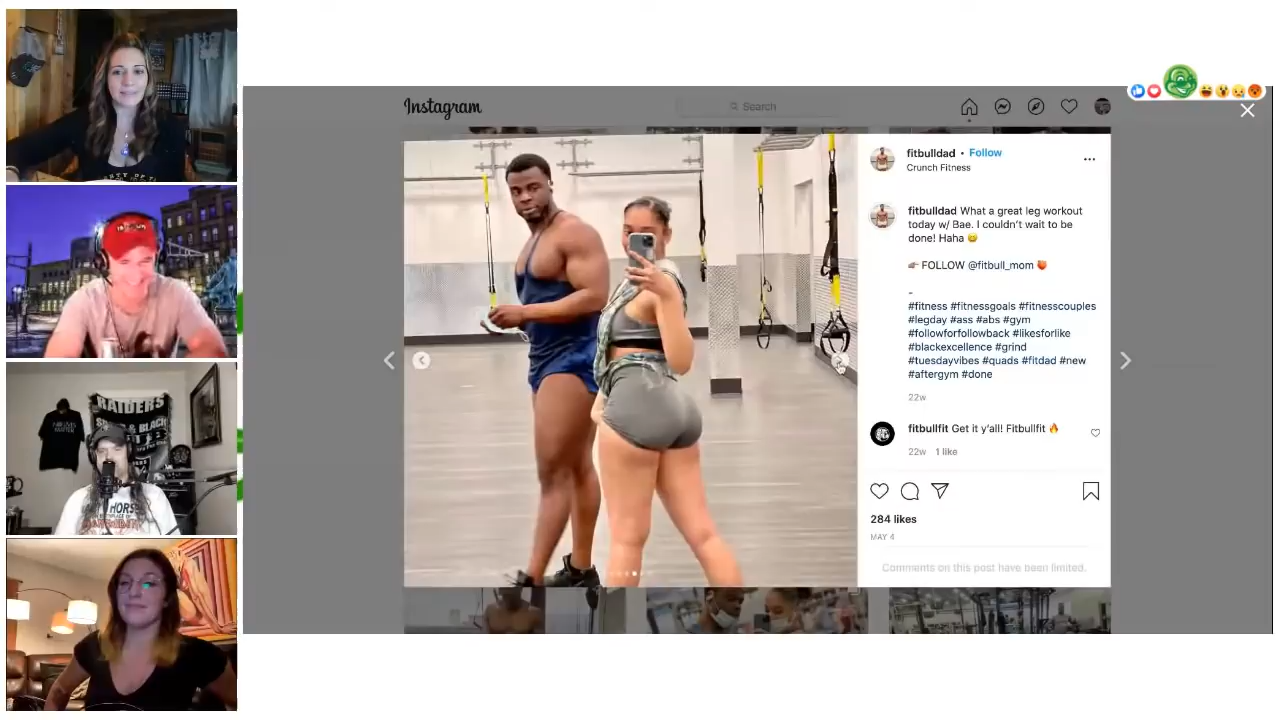 Instagram
Search
fitbulldad • Follow
Crunch Fitness
fitbulldad What a great leg workout
today w/ Bae. I couldn't wait to be
done! Haha 😄
FOLLOW @fitbull_mom 🍑
-
#fitness #fitnessgoals #fitnesscouples
#legday #ass #abs #gym
#followforfollowback #likesforlike
#blackexcellence #grind
#tuesdayvibes #quads #fitdad #new
#aftergym #done
22w
fitbullfit Get it y'all! Fitbullfit 🔥
22w 1 like
284 likes
MAY 4
Comments on this post have been limited.
RAIDERS